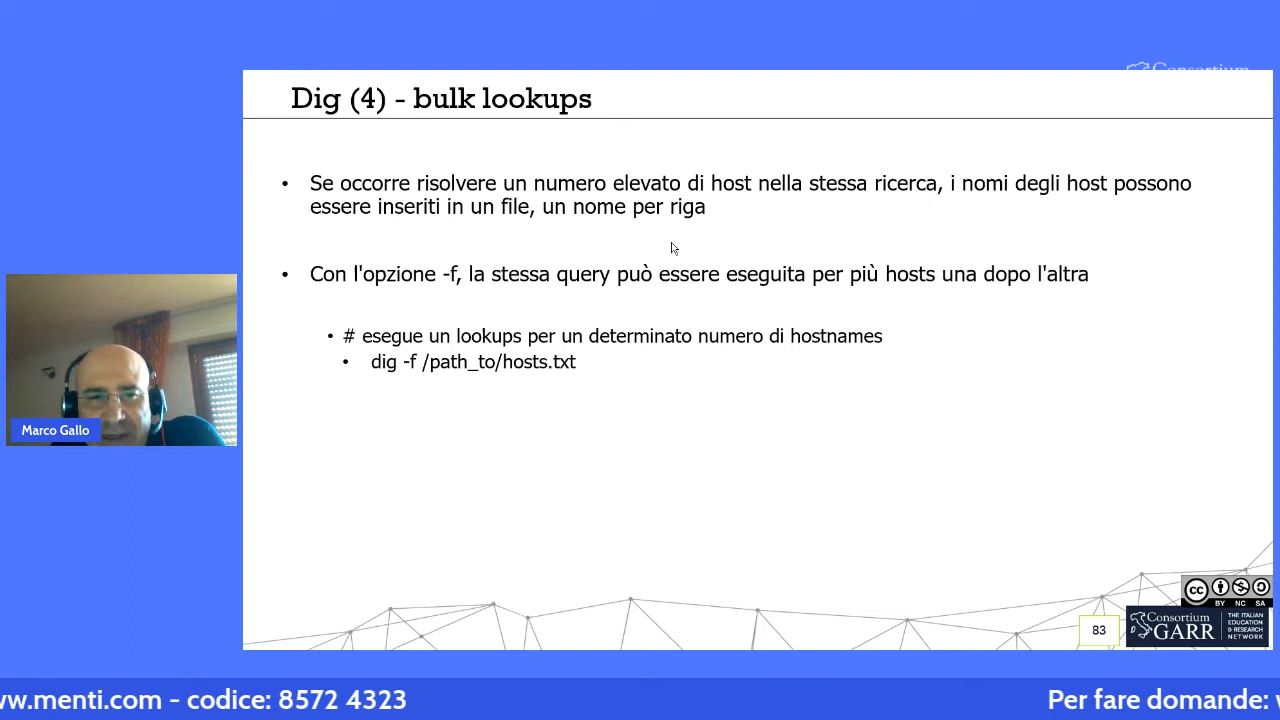 Consortium
Dig (4) - bulk lookups
• Se occorre risolvere un numero elevato di host nella stessa ricerca, i nomi degli host possono
essere inseriti in un file, un nome per riga
• Con l'opzione -f, la stessa query può essere eseguita per più hosts una dopo l'altra
• # esegue un lookups per un determinato numero di hostnames
• dig -f /path_to/hosts.txt
Marco Gallo
cc BY NC SA
83
Consortium
GARR
THE ITALIAN
EDUCATION
& RESEARCH
NETWORK
w.menti.com - codice: 8572 4323
Per fare domande: